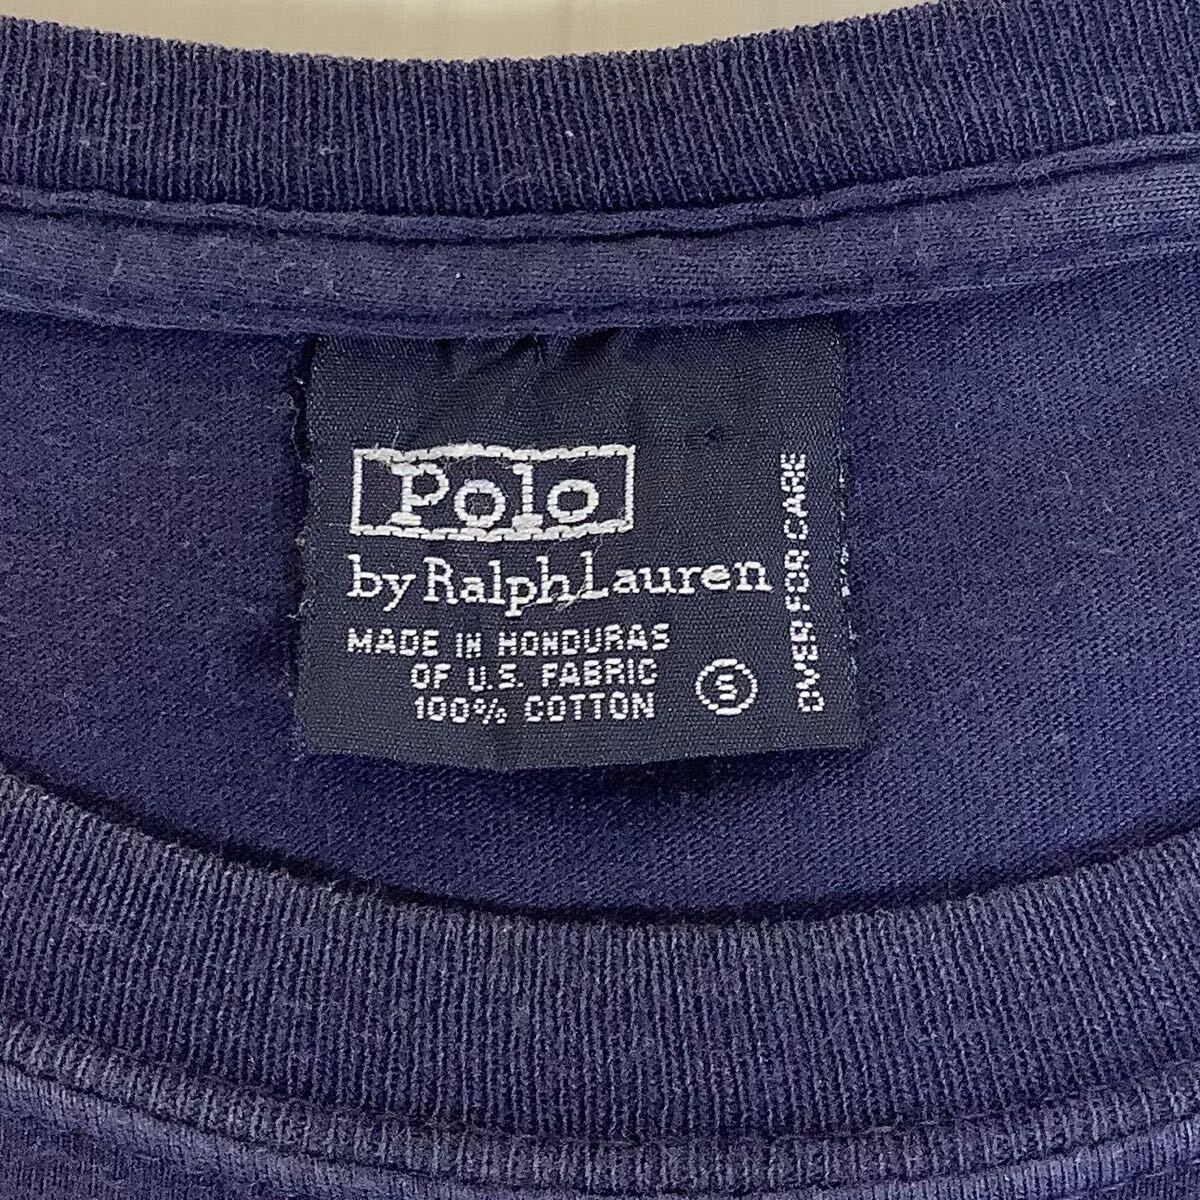 Polo
by Ralph Lauren
MADE IN HONDURAS
OF U.S. FABRIC
100% COTTON
S
OVER FOR CARE